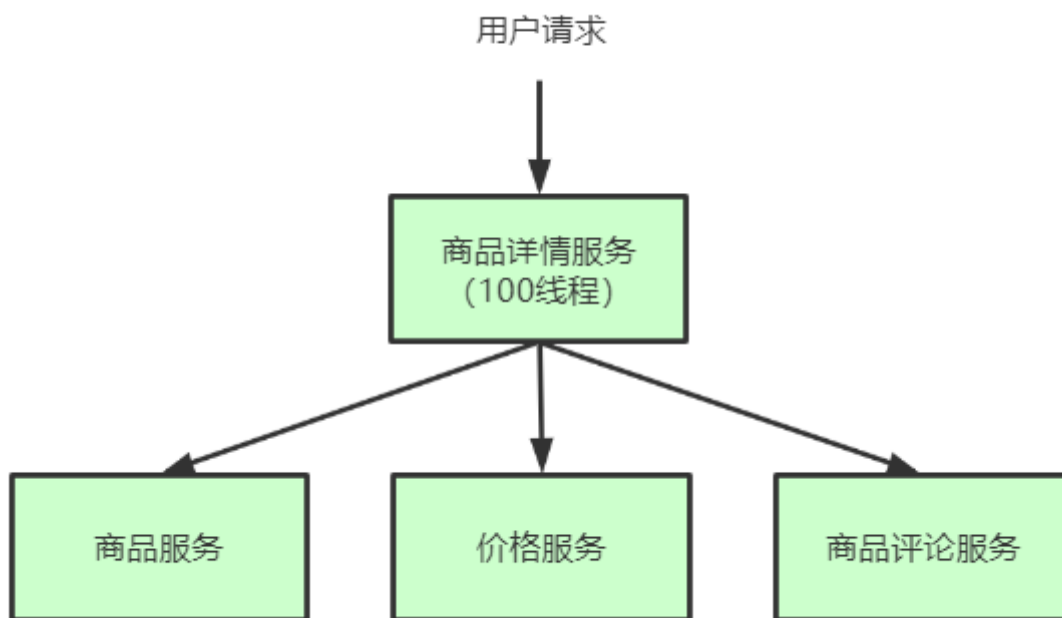 用户请求
商品详情服务
（100线程）
商品服务
价格服务
商品评论服务